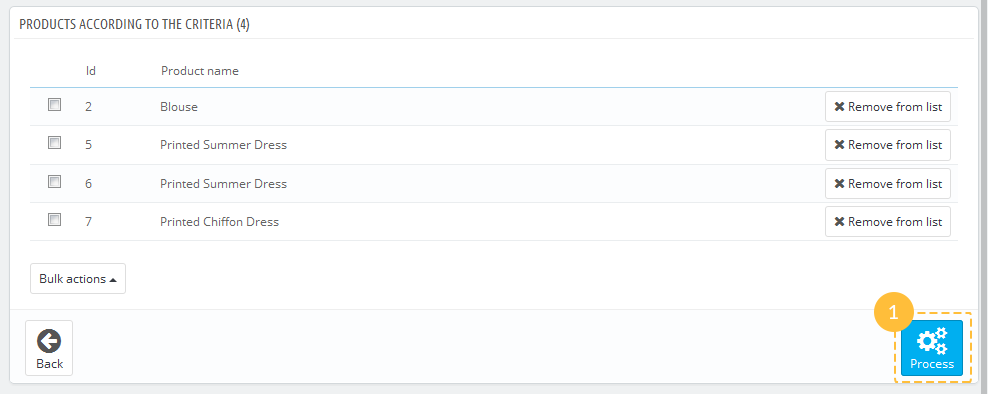 PRODUCTS ACCORDING TO THE CRITERIA (4)
Id Product name
2 Blouse Remove from list
5 Printed Summer Dress Remove from list
6 Printed Summer Dress Remove from list
7 Printed Chiffon Dress Remove from list
Bulk actions
1
Back Process